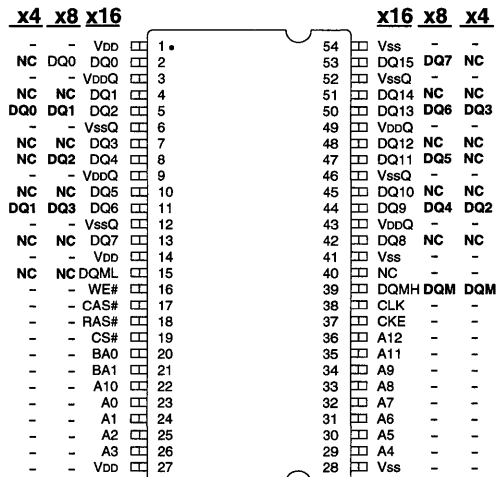 x4 x8 x16 x16 x8 x4
- - VDD 1 54 Vss - -
NC DQ0 DQ0 2 53 DQ15 DQ7 NC
- - VDDQ 3 52 VssQ - -
NC NC DQ1 4 51 DQ14 NC NC
DQ0 DQ1 DQ2 5 50 DQ13 DQ6 DQ3
- - VssQ 6 49 VDDQ - -
NC NC DQ3 7 48 DQ12 NC NC
NC DQ2 DQ4 8 47 DQ11 DQ5 NC
- - VDDQ 9 46 VssQ - -
NC NC DQ5 10 45 DQ10 NC NC
DQ1 DQ3 DQ6 11 44 DQ9 DQ4 DQ2
- - VssQ 12 43 VDDQ - -
NC NC DQ7 13 42 DQ8 NC NC
- - VDD 14 41 Vss - -
NC NC DQML 15 40 NC - -
- - WE# 16 39 DQMH DQM DQM
- - CAS# 17 38 CLK - -
- - RAS# 18 37 CKE - -
- - CS# 19 36 A12 - -
- - BA0 20 35 A11 - -
- - BA1 21 34 A9 - -
- - A10 22 33 A8 - -
- - A0 23 32 A7 - -
- - A1 24 31 A6 - -
- - A2 25 30 A5 - -
- - A3 26 29 A4 - -
- - VDD 27 28 Vss - -